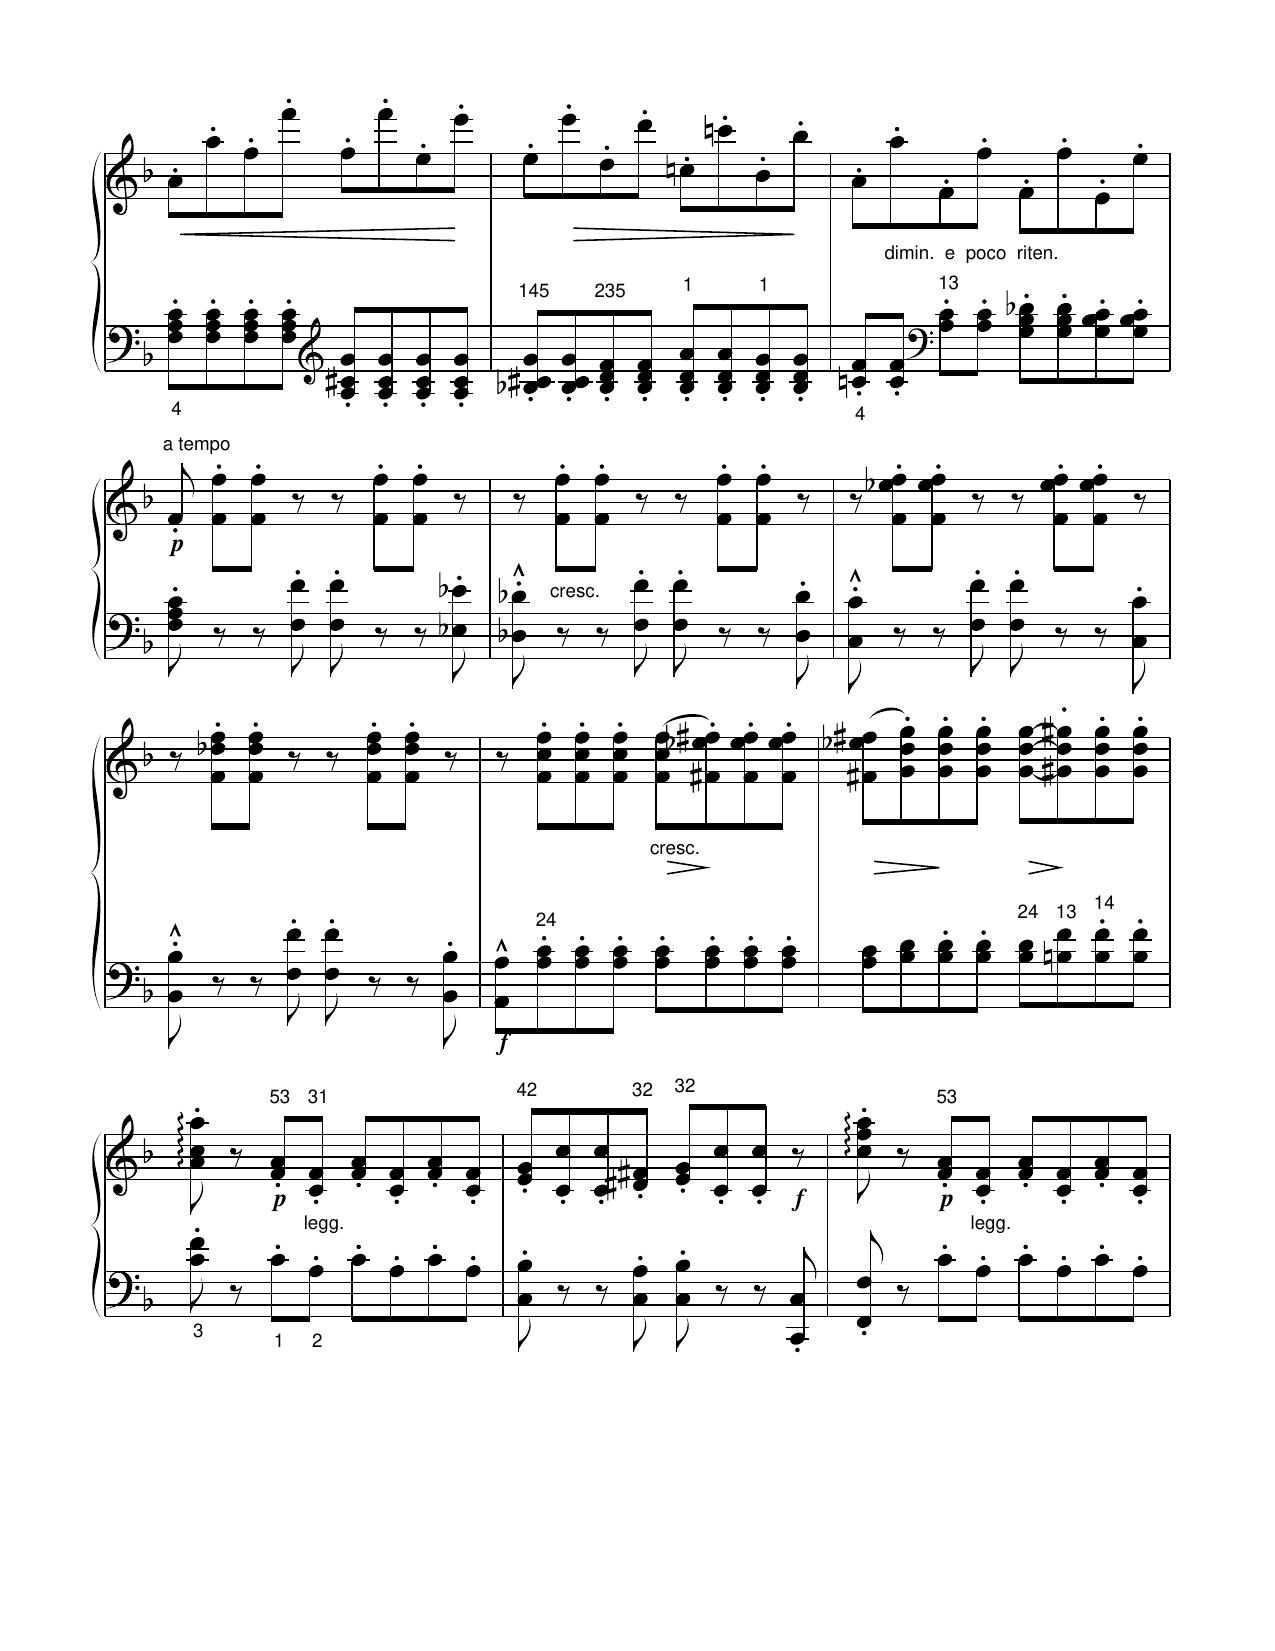 dimin. e poco riten.
145 235 1 1 13
4 4
a tempo
p
cresc.
cresc.
24 24 13 14
f
53 31 42 32 32 53
p f p
legg. legg.
3 1 2